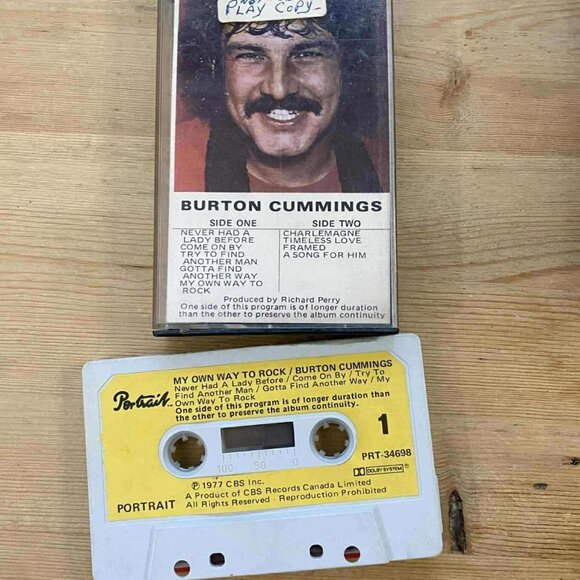 PLAY COPY
BURTON CUMMINGS
SIDE ONE
NEVER HAD A
LADY BEFORE
COME ON BY
TRY TO FIND
ANOTHER MAN
GOTTA FIND
ANOTHER WAY
MY OWN WAY TO
ROCK
SIDE TWO
CHARLEMAGNE
TIMELESS LOVE
FRAMED
A SONG FOR HIM
Produced by Richard Perry
One side of this program is of longer duration
than the other to preserve the album continuity
MY OWN WAY TO ROCK / BURTON CUMMINGS
Never Had A Lady Before / Come On By / Try To
Find Another Man / Gotta Find Another Way / My
Own Way To Rock
One side of this program is of longer duration than
the other to preserve the album continuity.
Portrait
1
PRT-34698
DOLBY SYSTEM ®
100 50 0
℗ 1977 CBS Inc.
PORTRAIT
A Product of CBS Records Canada Limited
All Rights Reserved - Reproduction Prohibited